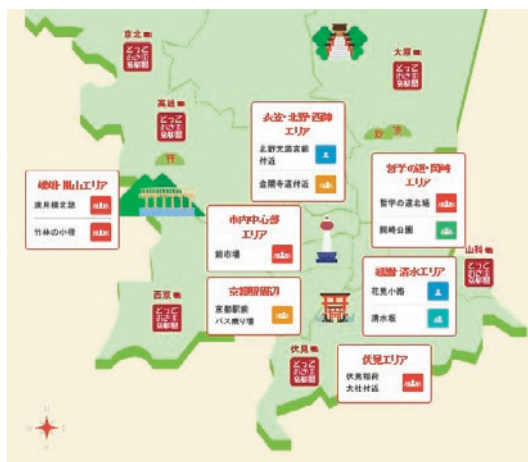 京北
大原
高雄
衣笠・北野・西陣
エリア
北野天満宮前
付近
金閣寺道付近
哲学の道・岡崎
エリア
哲学の道北端
岡崎公園
嵯峨・嵐山エリア
渡月橋北詰
竹林の小径
市内中心部
エリア
錦市場
山科
祇園・清水エリア
花見小路
清水坂
西京
京都駅周辺
京都駅前
バス乗り場
伏見
伏見エリア
伏見稲荷
大社付近
N
W
E
S